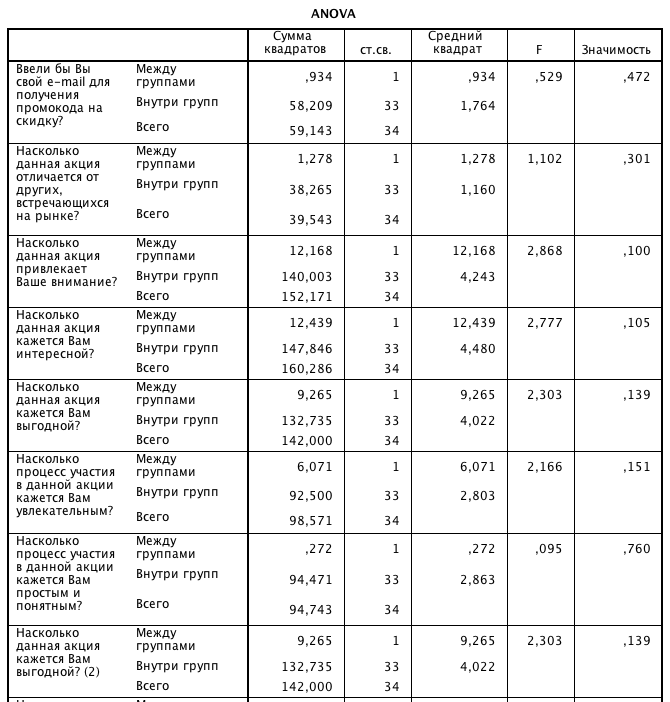 ANOVA
Сумма квадратов ст.св. Средний квадрат F Значимость
Ввели бы Вы свой e-mail для получения промокода на скидку? Между группами ,934 1 ,934 ,529 ,472
Внутри групп 58,209 33 1,764
Всего 59,143 34
Насколько данная акция отличается от других, встречающихся на рынке? Между группами 1,278 1 1,278 1,102 ,301
Внутри групп 38,265 33 1,160
Всего 39,543 34
Насколько данная акция привлекает Ваше внимание? Между группами 12,168 1 12,168 2,868 ,100
Внутри групп 140,003 33 4,243
Всего 152,171 34
Насколько данная акция кажется Вам интересной? Между группами 12,439 1 12,439 2,777 ,105
Внутри групп 147,846 33 4,480
Всего 160,286 34
Насколько данная акция кажется Вам выгодной? Между группами 9,265 1 9,265 2,303 ,139
Внутри групп 132,735 33 4,022
Всего 142,000 34
Насколько процесс участия в данной акции кажется Вам увлекательным? Между группами 6,071 1 6,071 2,166 ,151
Внутри групп 92,500 33 2,803
Всего 98,571 34
Насколько процесс участия в данной акции кажется Вам простым и понятным? Между группами ,272 1 ,272 ,095 ,760
Внутри групп 94,471 33 2,863
Всего 94,743 34
Насколько данная акция кажется Вам выгодной? (2) Между группами 9,265 1 9,265 2,303 ,139
Внутри групп 132,735 33 4,022
Всего 142,000 34